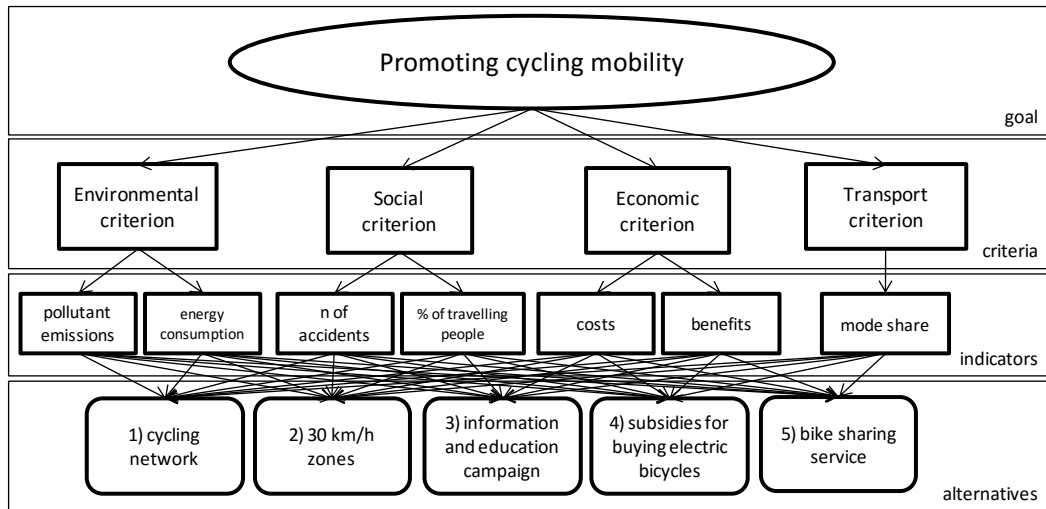 Promoting cycling mobility
goal
Environmental
criterion
Social
criterion
Economic
criterion
Transport
criterion
criteria
pollutant
emissions
energy
consumption
n of
accidents
% of travelling
people
costs
benefits
mode share
indicators
1) cycling
network
2) 30 km/h
zones
3) information
and education
campaign
4) subsidies for
buying electric
bicycles
5) bike sharing
service
alternatives